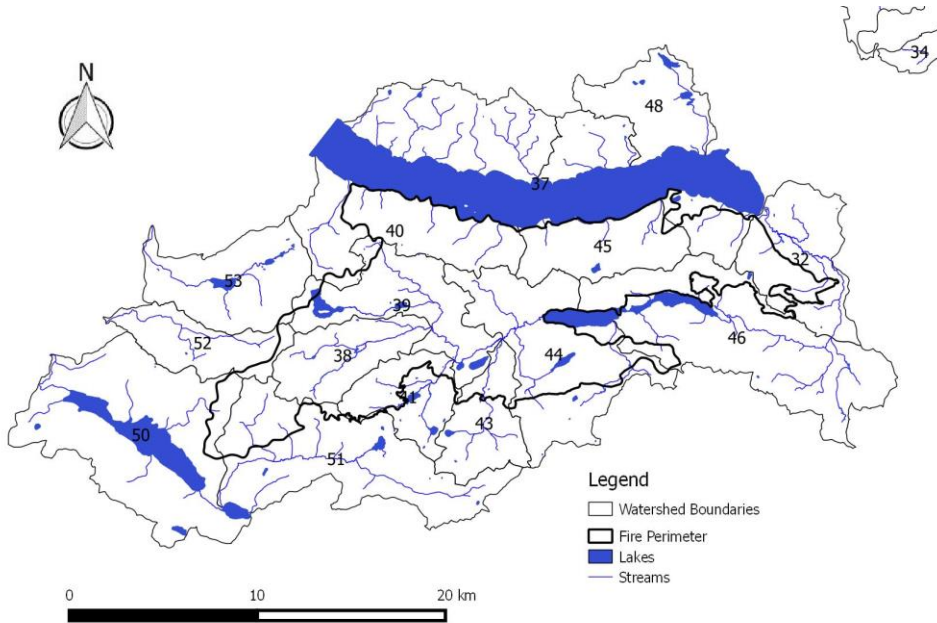 34
N
48
37
40
45
32
53
39
46
52
38
44
41
43
50
51
Legend
Watershed Boundaries
Fire Perimeter
Lakes
Streams
0 10 20 km